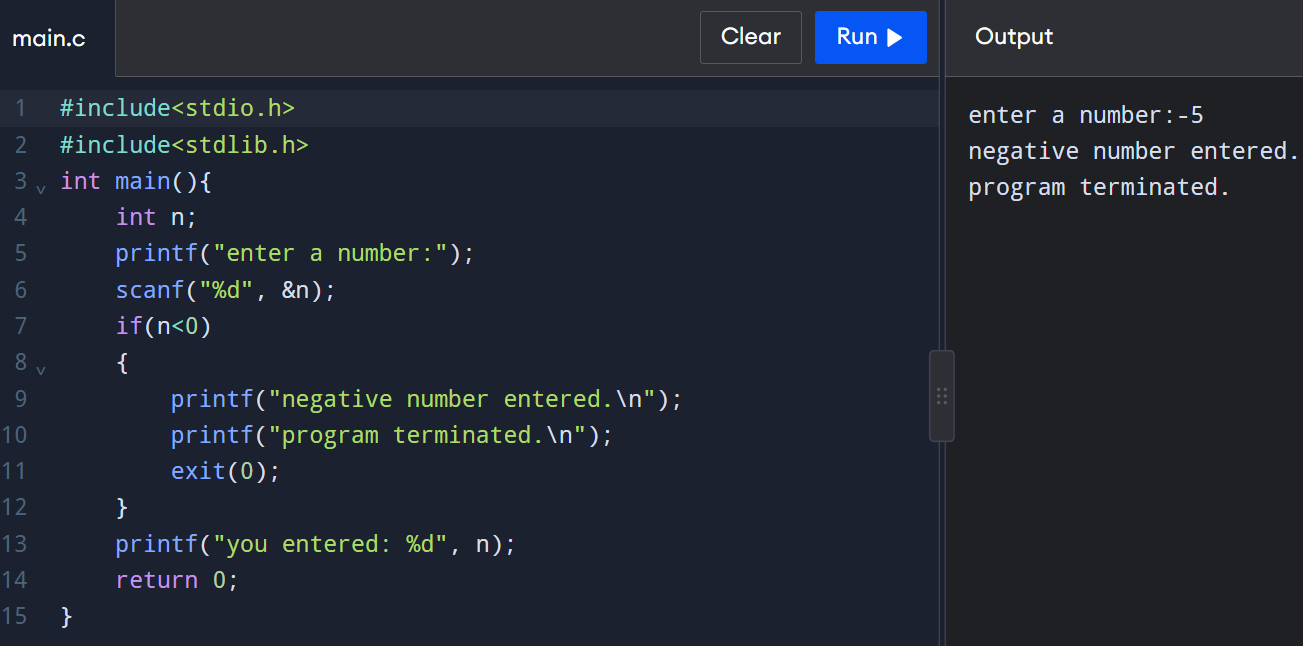 main.c
Clear
Run
Output
1 #include<stdio.h>
2 #include<stdlib.h>
3 int main(){
4     int n;
5     printf("enter a number:");
6     scanf("%d", &n);
7     if(n<0)
8     {
9         printf("negative number entered.\n");
10         printf("program terminated.\n");
11         exit(0);
12     }
13     printf("you entered: %d", n);
14     return 0;
15 }
enter a number:-5
negative number entered.
program terminated.